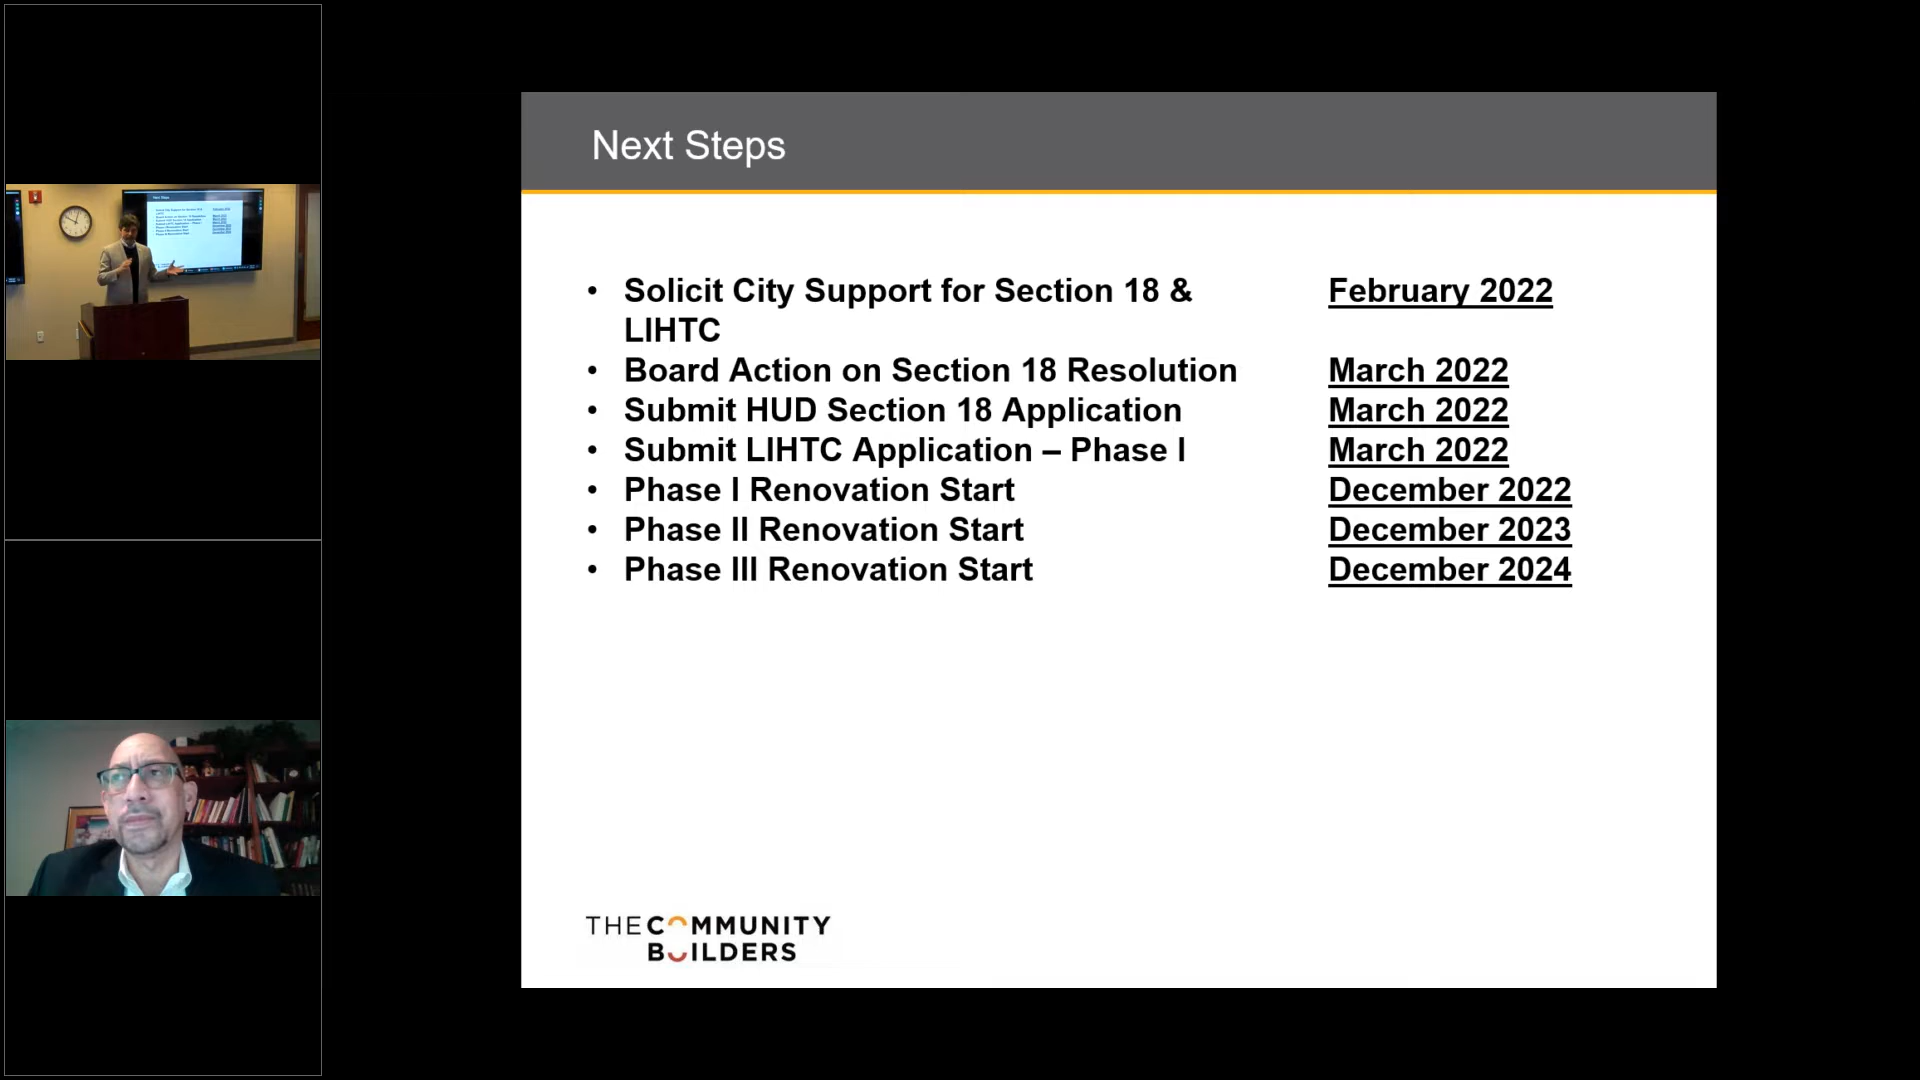 Next Steps
• Solicit City Support for Section 18 & February 2022
LIHTC
• Board Action on Section 18 Resolution March 2022
• Submit HUD Section 18 Application March 2022
• Submit LIHTC Application – Phase I March 2022
• Phase I Renovation Start December 2022
• Phase II Renovation Start December 2023
• Phase III Renovation Start December 2024
THE COMMUNITY
BUILDERS